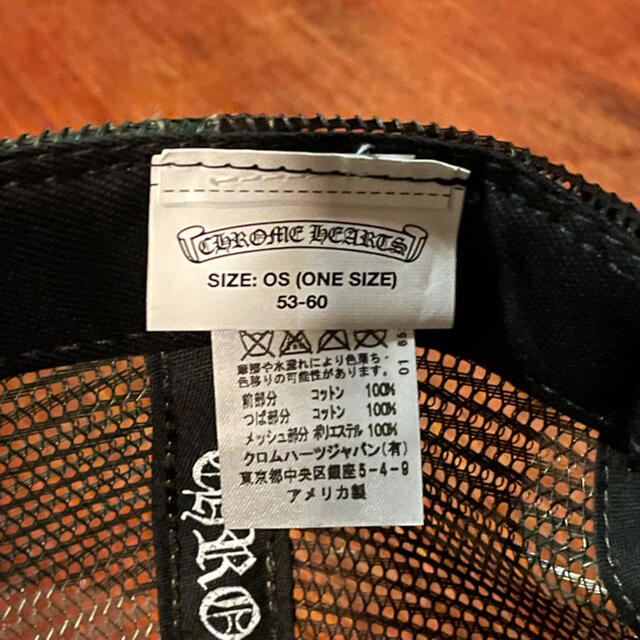 CHROME HEARTS
SIZE: OS (ONE SIZE)
53-60
摩擦や水濡れにより色落ち・
色移りの可能性があります。
前部分 コットン 100%
つば部分 コットン 100%
メッシュ部分 ポリエステル 100%
クロムハーツジャパン(有)
東京都中央区銀座5-4-9
アメリカ製
CHRO